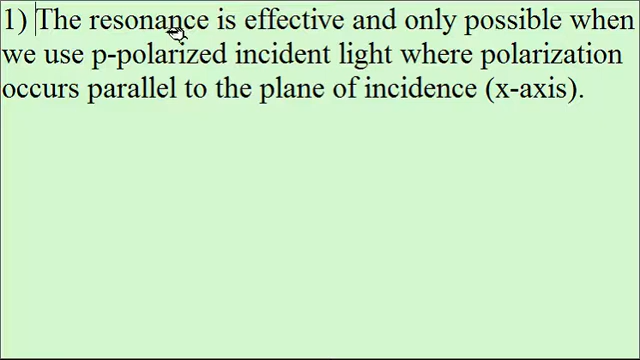 1) The resonance is effective and only possible when
we use p-polarized incident light where polarization
occurs parallel to the plane of incidence (x-axis).